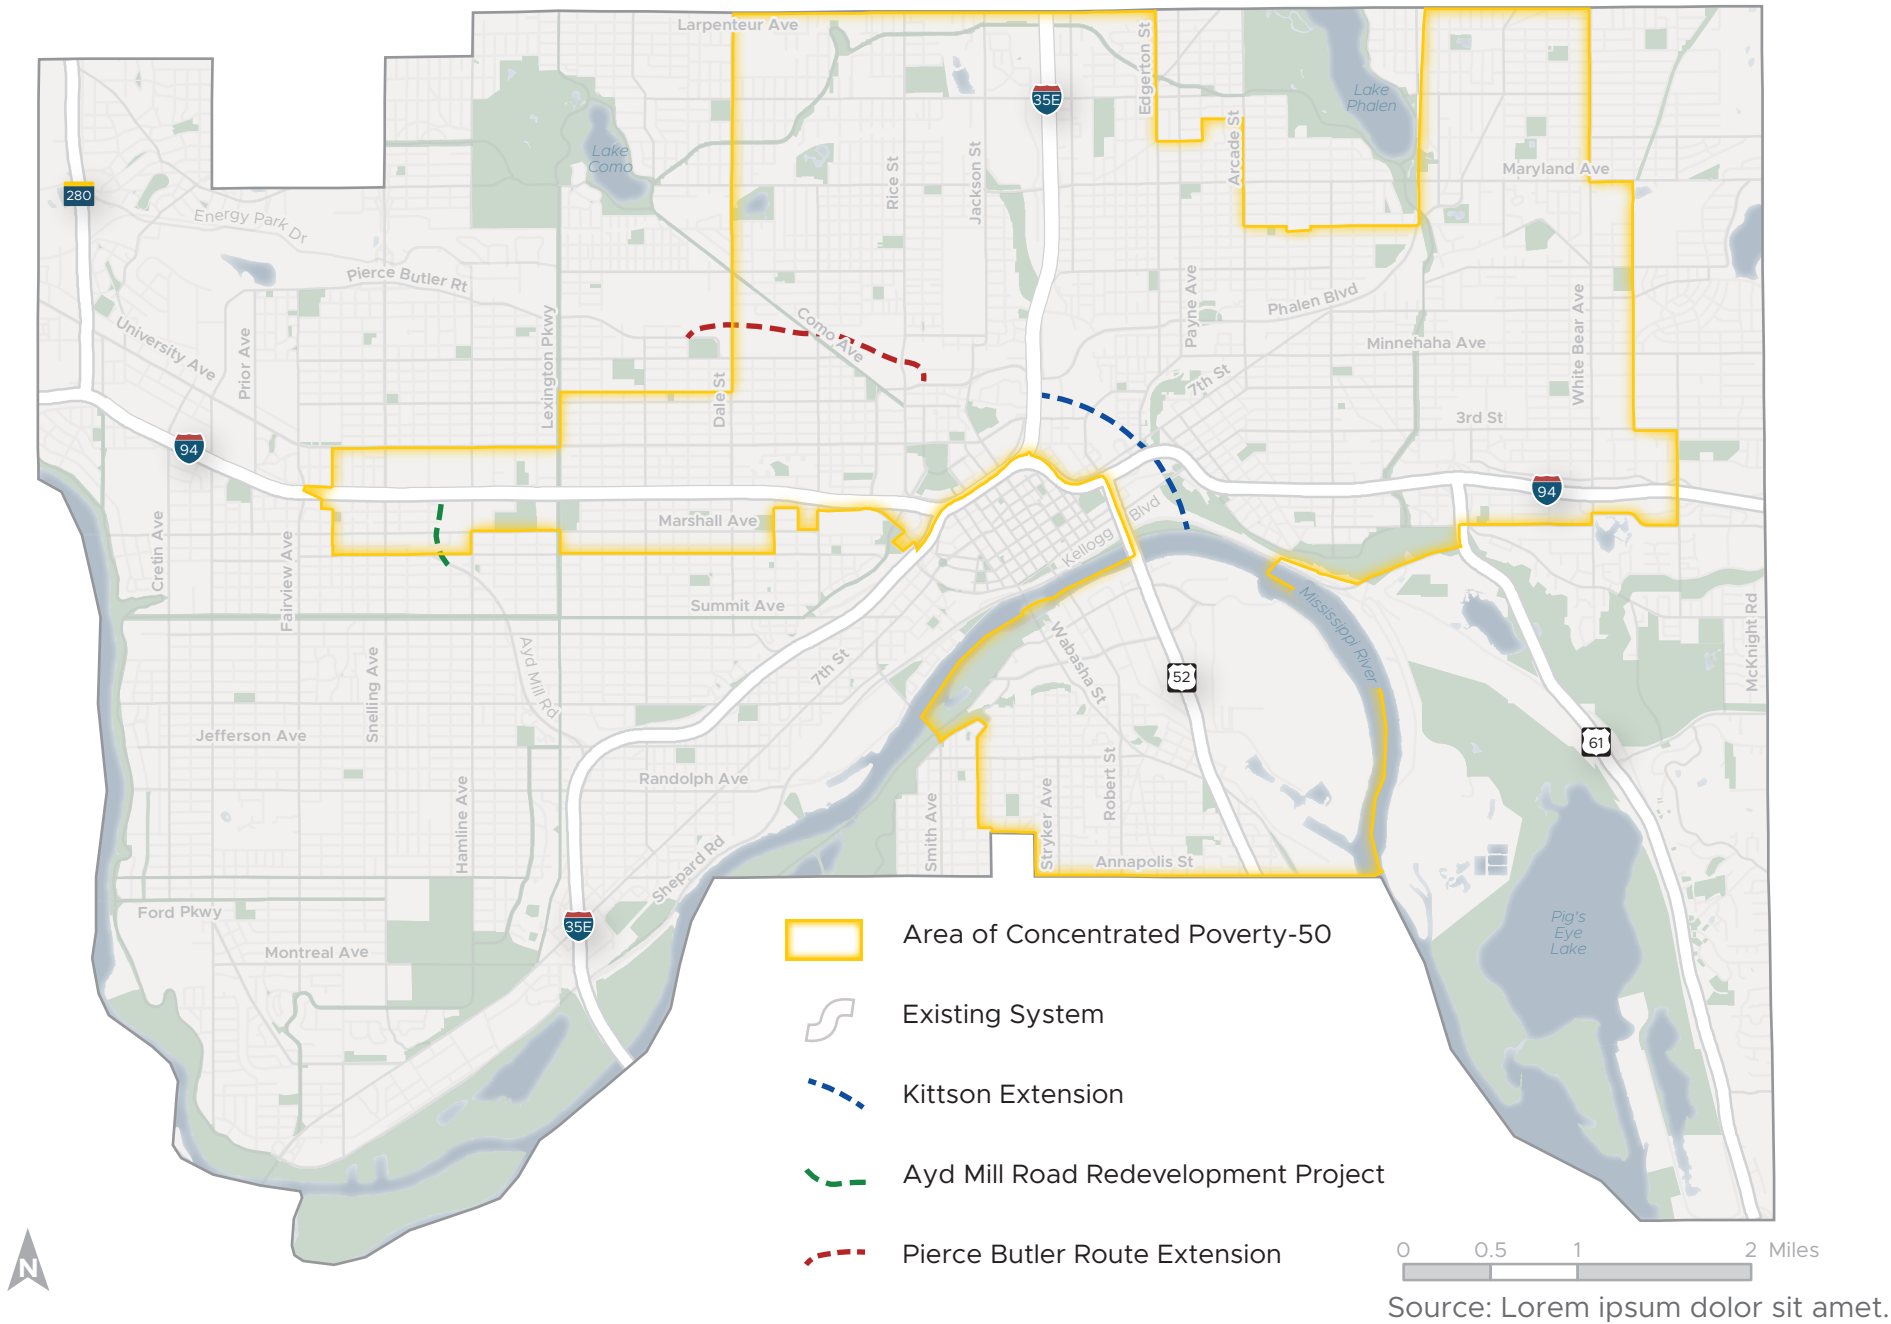 Larpenteur Ave
Edgerton St
35E
Lake
Phalen
Arcade St
Lake
Como
Rice St
Jackson St
Maryland Ave
280
Energy Park Dr
Pierce Butler Rt
Lexington Pkwy
University Ave
Prior Ave
Como Ave
Payne Ave
Phalen Blvd
White Bear Ave
Minnehaha Ave
Dale St
7th St
3rd St
94
94
Marshall Ave
Kellogg Blvd
Cretin Ave
Fairview Ave
Summit Ave
Mississippi River
McKnight Rd
Ayd Mill Rd
Snelling Ave
7th St
Wabasha St
52
Jefferson Ave
61
Randolph Ave
Robert St
Hamline Ave
Smith Ave
Stryker Ave
Shepard Rd
Annapolis St
Ford Pkwy
35E
Montreal Ave
Pig's
Eye
Lake
Area of Concentrated Poverty-50
Existing System
Kittson Extension
Ayd Mill Road Redevelopment Project
Pierce Butler Route Extension
N
0 0.5 1 2 Miles
Source: Lorem ipsum dolor sit amet.